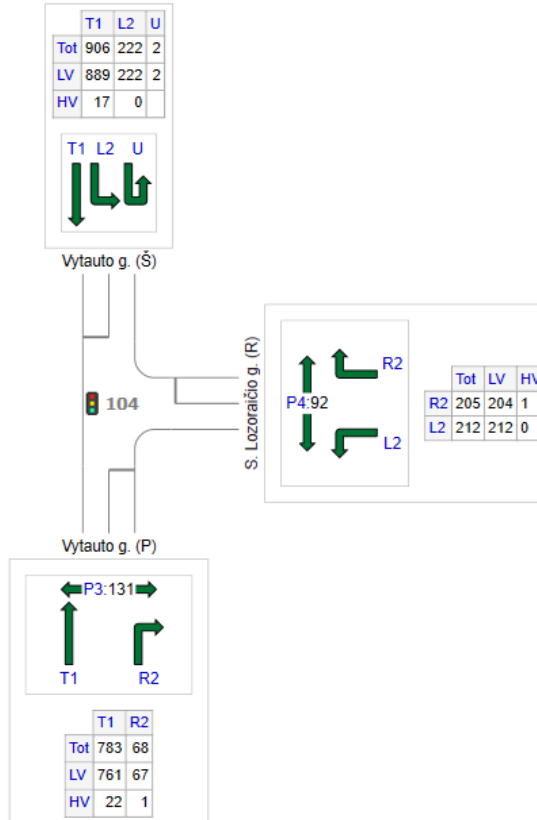 T1 L2 U
Tot 906 222 2
LV 889 222 2
HV 17 0
T1 L2 U
Vytauto g. (Š)
104
S. Lozoraičio g. (R)
R2
P4:92
L2
Tot LV HV
R2 205 204 1
L2 212 212 0
Vytauto g. (P)
P3:131
T1 R2
T1 R2
Tot 783 68
LV 761 67
HV 22 1